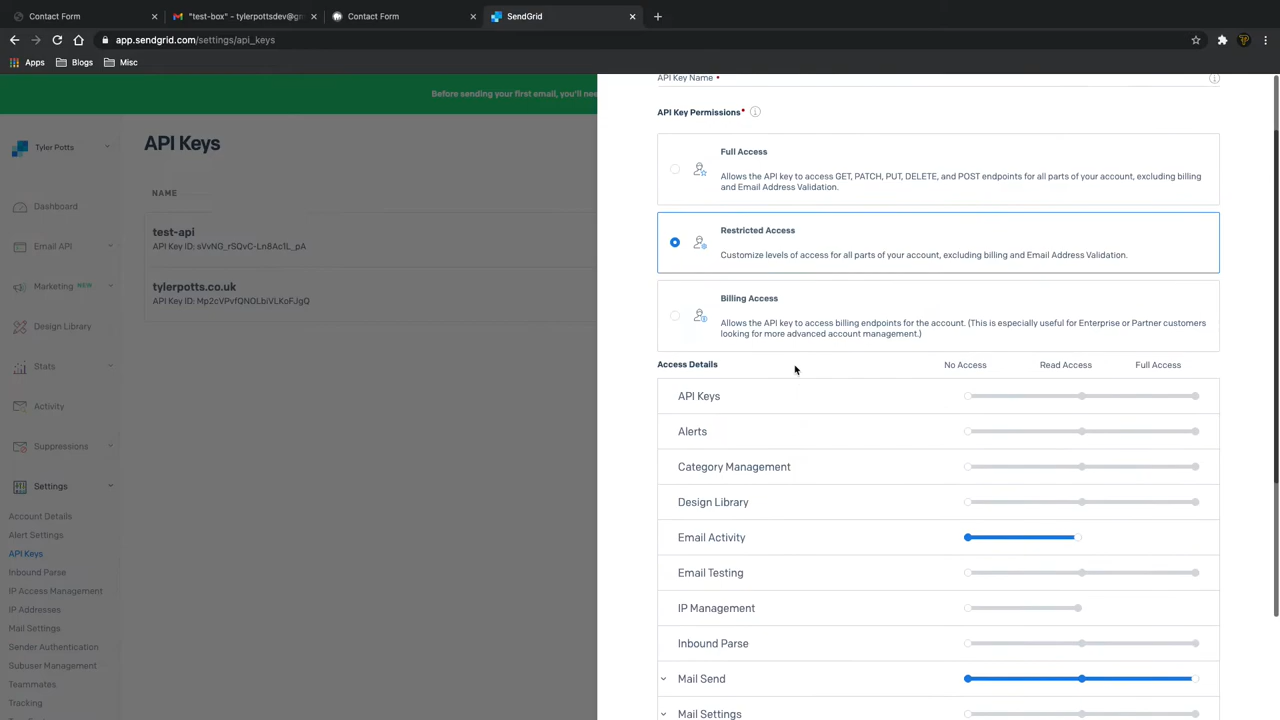 Contact Form
"test-box" - tylerpottsdev@gm
Contact Form
SendGrid
app.sendgrid.com/settings/api_keys
Apps
Blogs
Misc
Before sending your first email, you'll nee
Tyler Potts
Dashboard
Email API
Marketing NEW
Design Library
Stats
Activity
Suppressions
Settings
Account Details
Alert Settings
API Keys
Inbound Parse
IP Access Management
IP Addresses
Mail Settings
Sender Authentication
Subuser Management
Teammates
Tracking
API Keys
NAME
test-api
API Key ID: sVvNG_rSQvC-Ln8Ac1L_pA
tylerpotts.co.uk
API Key ID: Mp2cVPvfQNOLbiVLKoFJgQ
API Key Name
API Key Permissions*
Full Access
Allows the API key to access GET, PATCH, PUT, DELETE, and POST endpoints for all parts of your account, excluding billing
and Email Address Validation.
Restricted Access
Customize levels of access for all parts of your account, excluding billing and Email Address Validation.
Billing Access
Allows the API key to access billing endpoints for the account. (This is especially useful for Enterprise or Partner customers
looking for more advanced account management.)
Access Details No Access Read Access Full Access
API Keys
Alerts
Category Management
Design Library
Email Activity
Email Testing
IP Management
Inbound Parse
Mail Send
Mail Settings